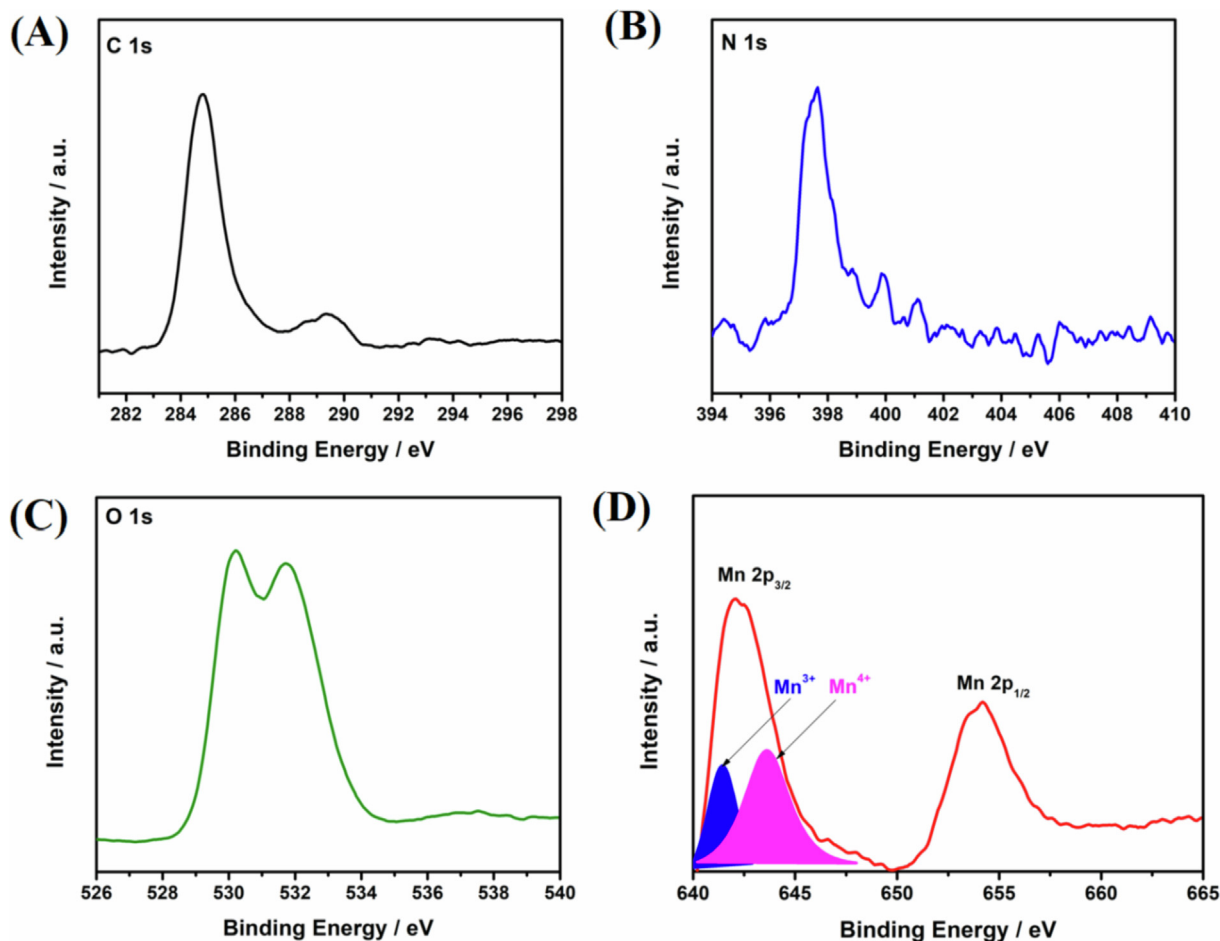 (A)
C 1s
Intensity / a.u.
282 284 286 288 290 292 294 296 298
Binding Energy / eV
(B)
N 1s
Intensity / a.u.
394 396 398 400 402 404 406 408 410
Binding Energy / eV
(C)
O 1s
Intensity / a.u.
526 528 530 532 534 536 538 540
Binding Energy / eV
(D)
Mn 2p3/2
Mn3+ Mn4+
Mn 2p1/2
Intensity / a.u.
640 645 650 655 660 665
Binding Energy / eV